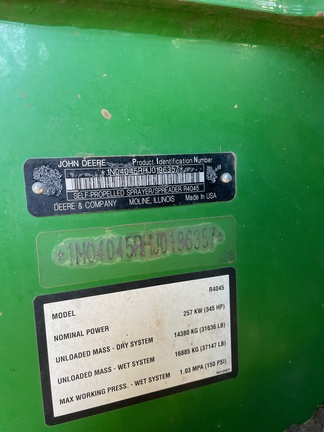 JOHN DEERE Product Identification Number
*1N04045RHJ0196357*
SELF-PROPELLED SPRAYER/SPREADER R4045
DEERE & COMPANY MOLINE, ILLINOIS Made in USA
*1N04045RHJ0196357*
MODEL R4045
NOMINAL POWER 257 KW (345 HP)
UNLOADED MASS - DRY SYSTEM 14380 KG (31636 LB)
UNLOADED MASS - WET SYSTEM 16885 KG (37147 LB)
MAX WORKING PRESS. - WET SYSTEM 1.03 MPA (150 PSI)